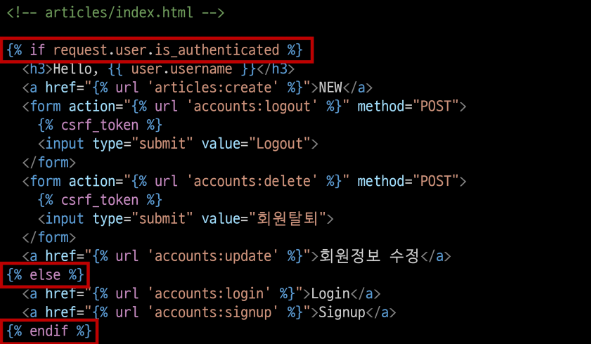 <!-- articles/index.html -->
{% if request.user.is_authenticated %}
<h3>Hello, {{ user.username }}</h3>
<a href="{% url 'articles:create' %}">NEW</a>
<form action="{% url 'accounts:logout' %}" method="POST">
{% csrf_token %}
<input type="submit" value="Logout">
</form>
<form action="{% url 'accounts:delete' %}" method="POST">
{% csrf_token %}
<input type="submit" value="회원탈퇴">
</form>
<a href="{% url 'accounts:update' %}">회원정보 수정</a>
{% else %}
<a href="{% url 'accounts:login' %}">Login</a>
<a href="{% url 'accounts:signup' %}">Signup</a>
{% endif %}